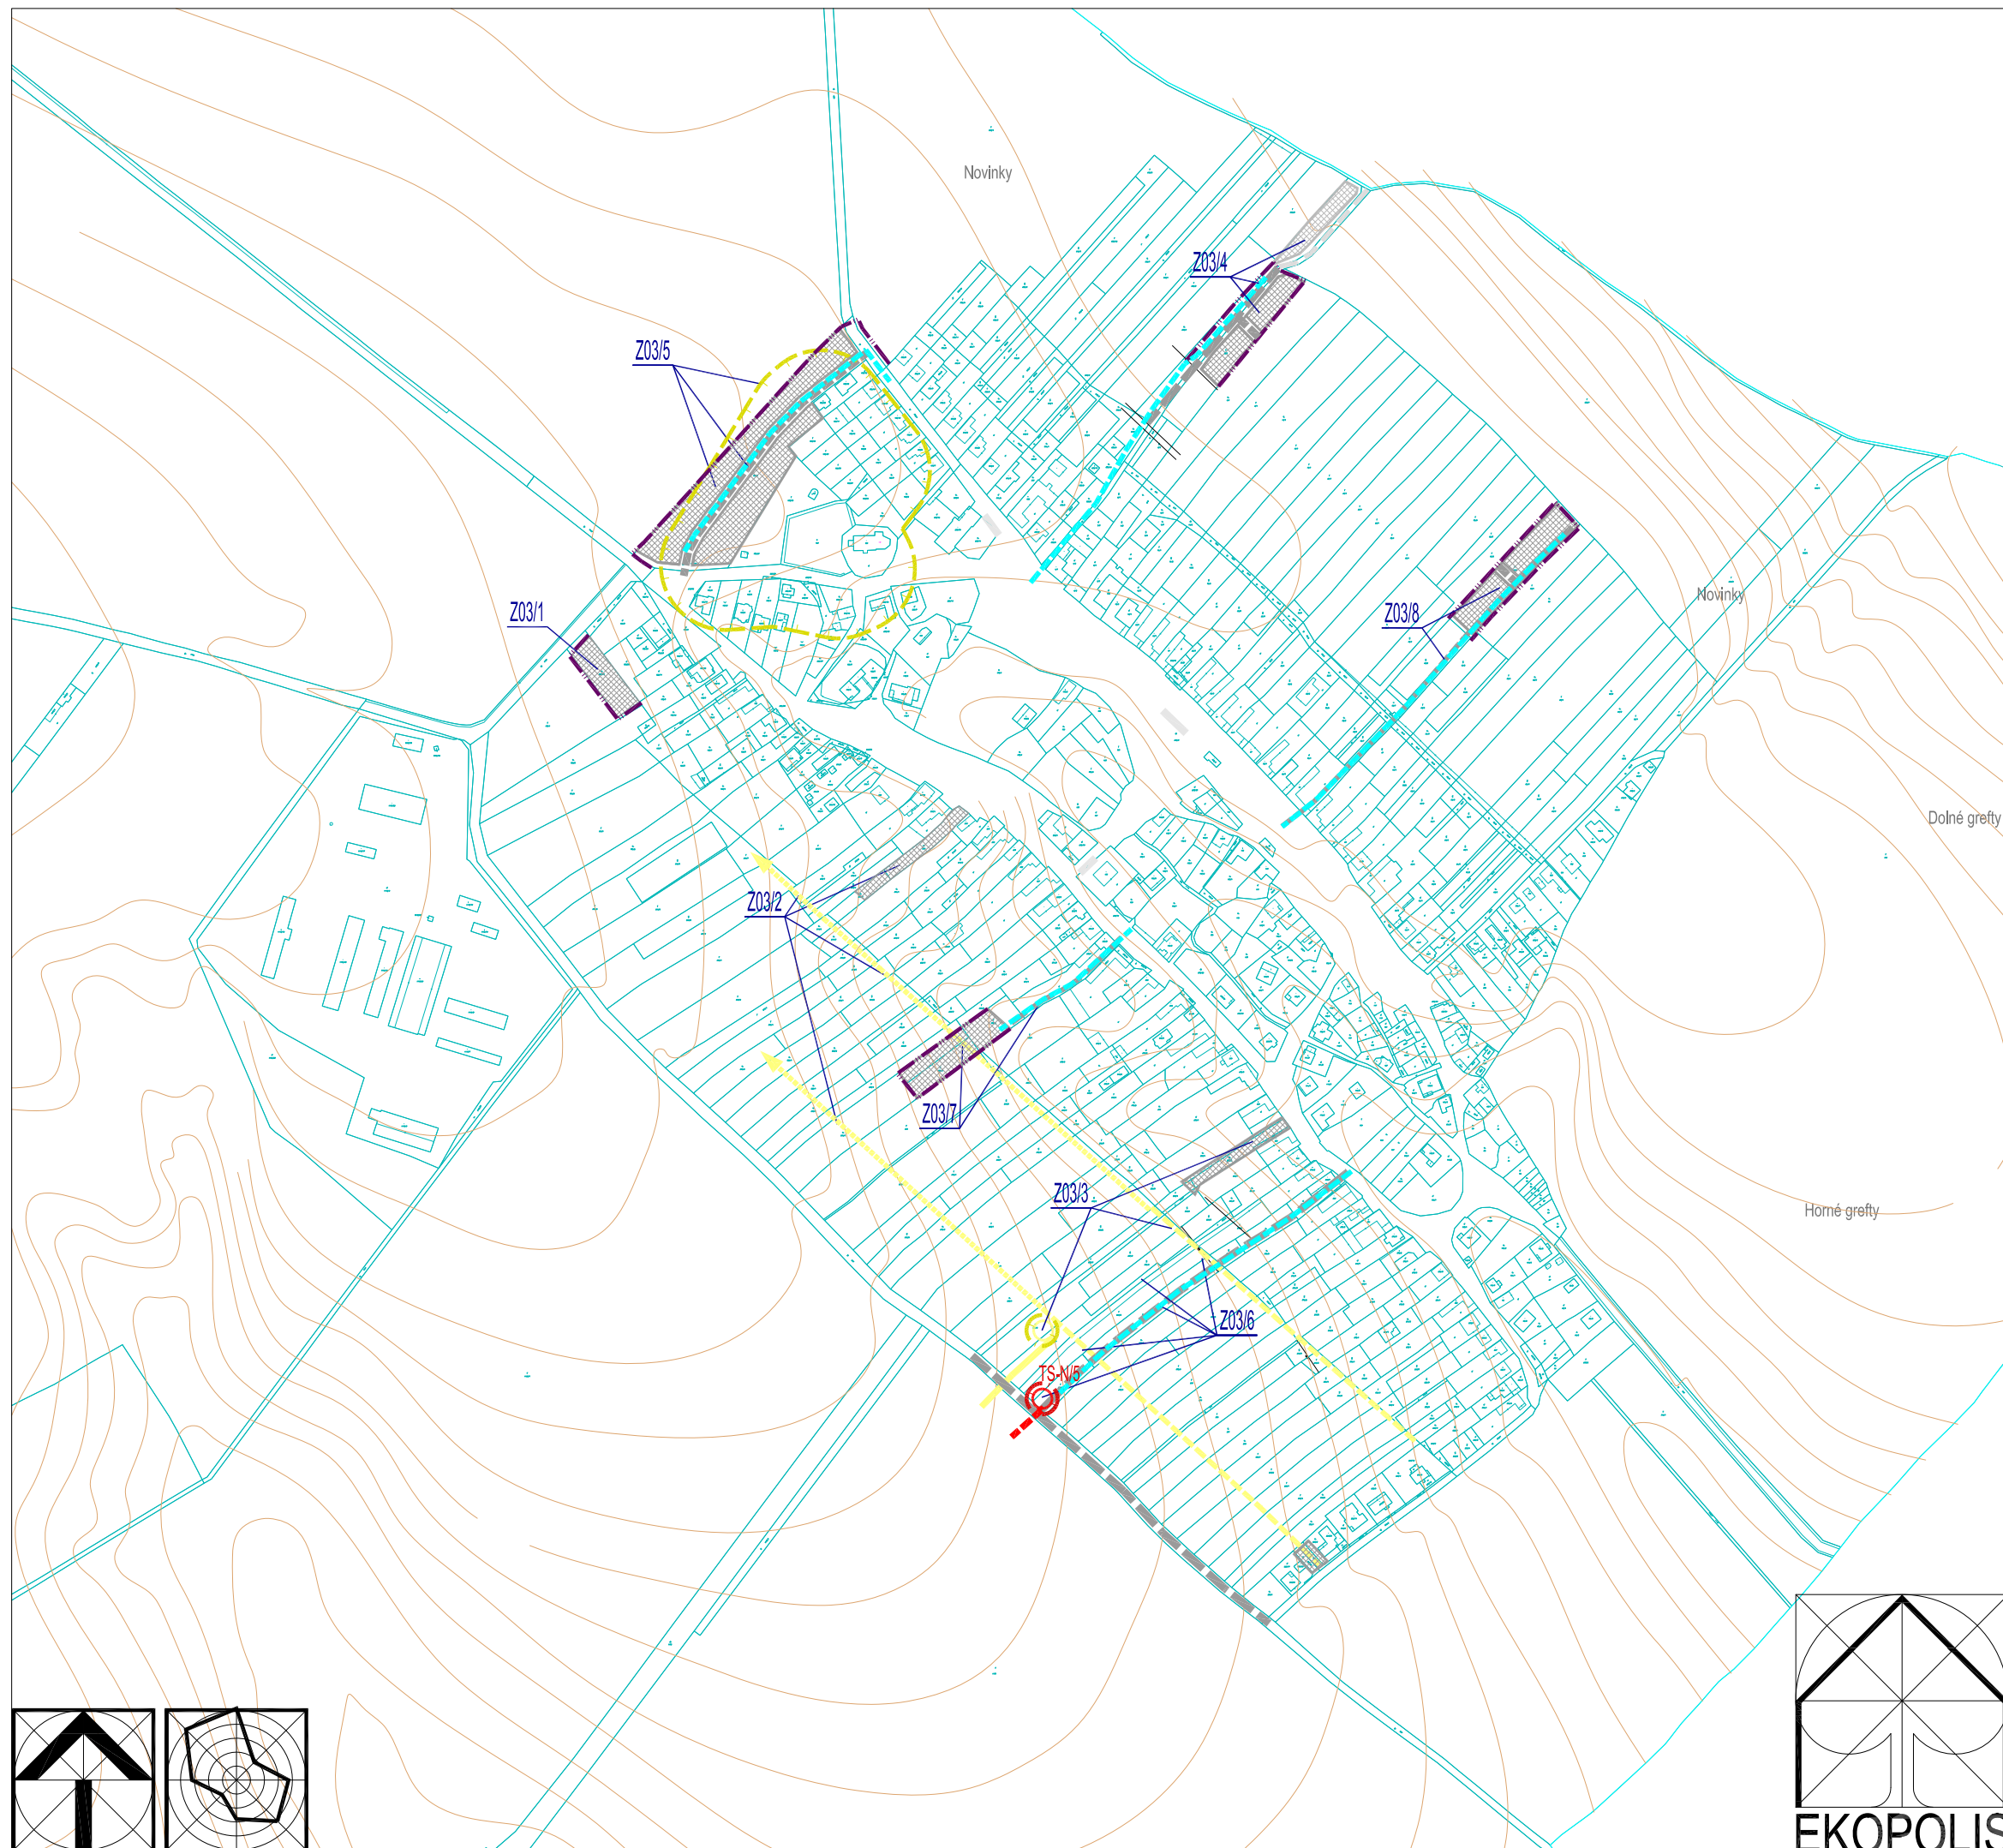 Novinky
Z03/4
Z03/5
Z03/1
Novinky
Z03/8
Dolné grefty
Z03/2
Z03/7
Z03/3
Horné grefty
Z03/6
TS-N/5
EKOPOLIS